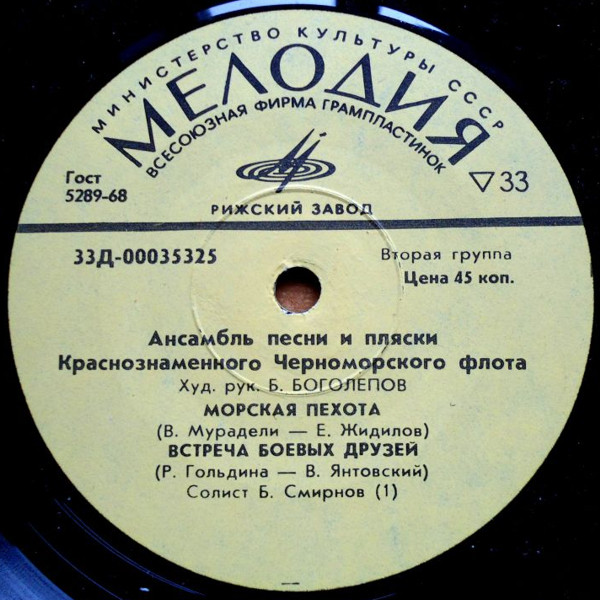 МИНИСТЕРСТВО КУЛЬТУРЫ СССР
МЕЛОДИЯ
ВСЕСОЮЗНАЯ ФИРМА ГРАМПЛАСТИНОК
Гост
5289-68
33
РИЖСКИЙ ЗАВОД
33Д-00035325
Вторая группа
Цена 45 коп.
Ансамбль песни и пляски
Краснознаменного Черноморского флота
Худ. рук. Б. БОГОЛЕПОВ
МОРСКАЯ ПЕХОТА
(В. Мурадели — Е. Жидилов)
ВСТРЕЧА БОЕВЫХ ДРУЗЕЙ
(Р. Гольдина — В. Янтовский)
Солист Б. Смирнов (1)